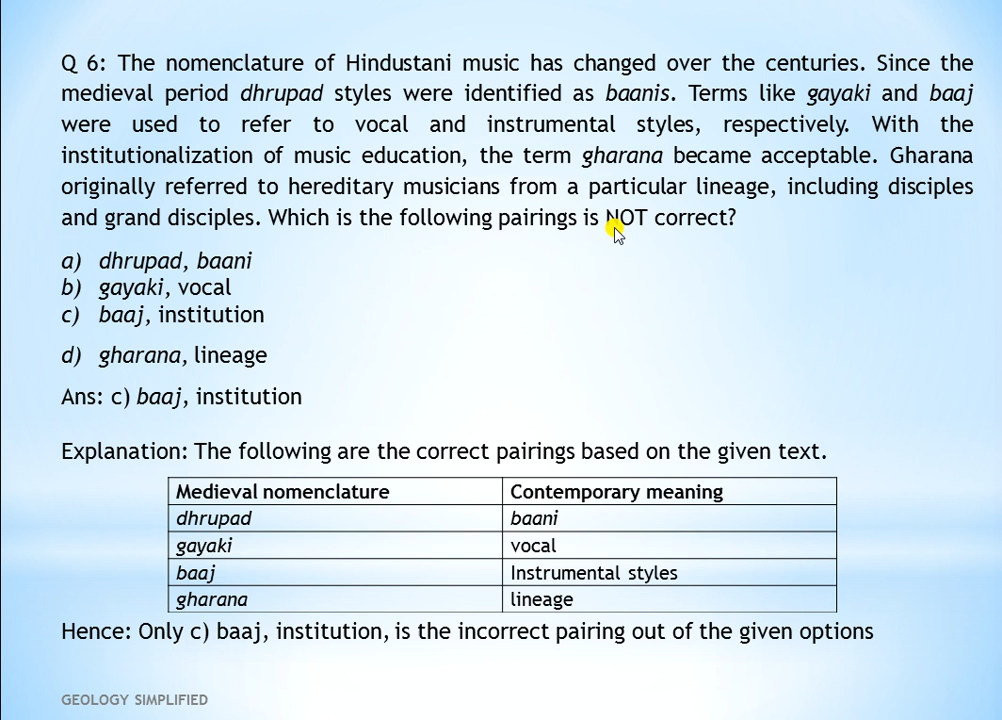 Q 6: The nomenclature of Hindustani music has changed over the centuries. Since the
medieval period dhrupad styles were identified as baanis. Terms like gayaki and baaj
were used to refer to vocal and instrumental styles, respectively. With the
institutionalization of music education, the term gharana became acceptable. Gharana
originally referred to hereditary musicians from a particular lineage, including disciples
and grand disciples. Which is the following pairings is NOT correct?
a) dhrupad, baani
b) gayaki, vocal
c) baaj, institution
d) gharana, lineage
Ans: c) baaj, institution
Explanation: The following are the correct pairings based on the given text.
Medieval nomenclature Contemporary meaning
dhrupad baani
gayaki vocal
baaj Instrumental styles
gharana lineage
Hence: Only c) baaj, institution, is the incorrect pairing out of the given options
GEOLOGY SIMPLIFIED